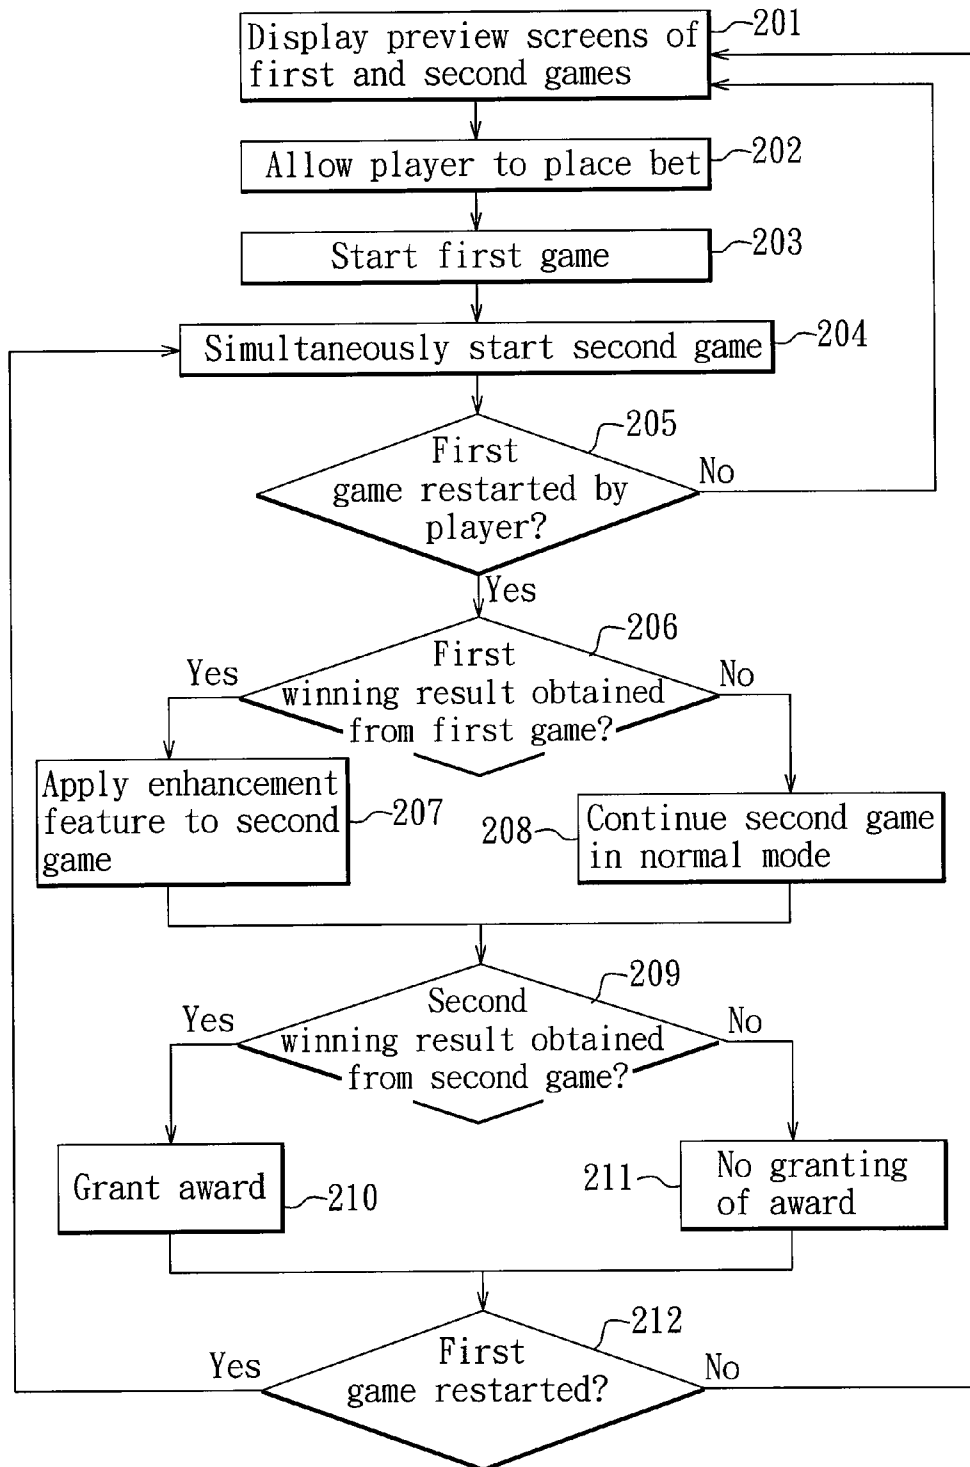 Display preview screens of
first and second games
201
Allow player to place bet
202
Start first game
203
Simultaneously start second game
204
First
game restarted by
player?
205
No
Yes
First
winning result obtained
from first game?
206
Yes
No
Apply enhancement
feature to second
game
207
208
Continue second game
in normal mode
Second
winning result obtained
from second game?
209
Yes
No
Grant award
210
211
No granting
of award
First
game restarted?
212
Yes
No